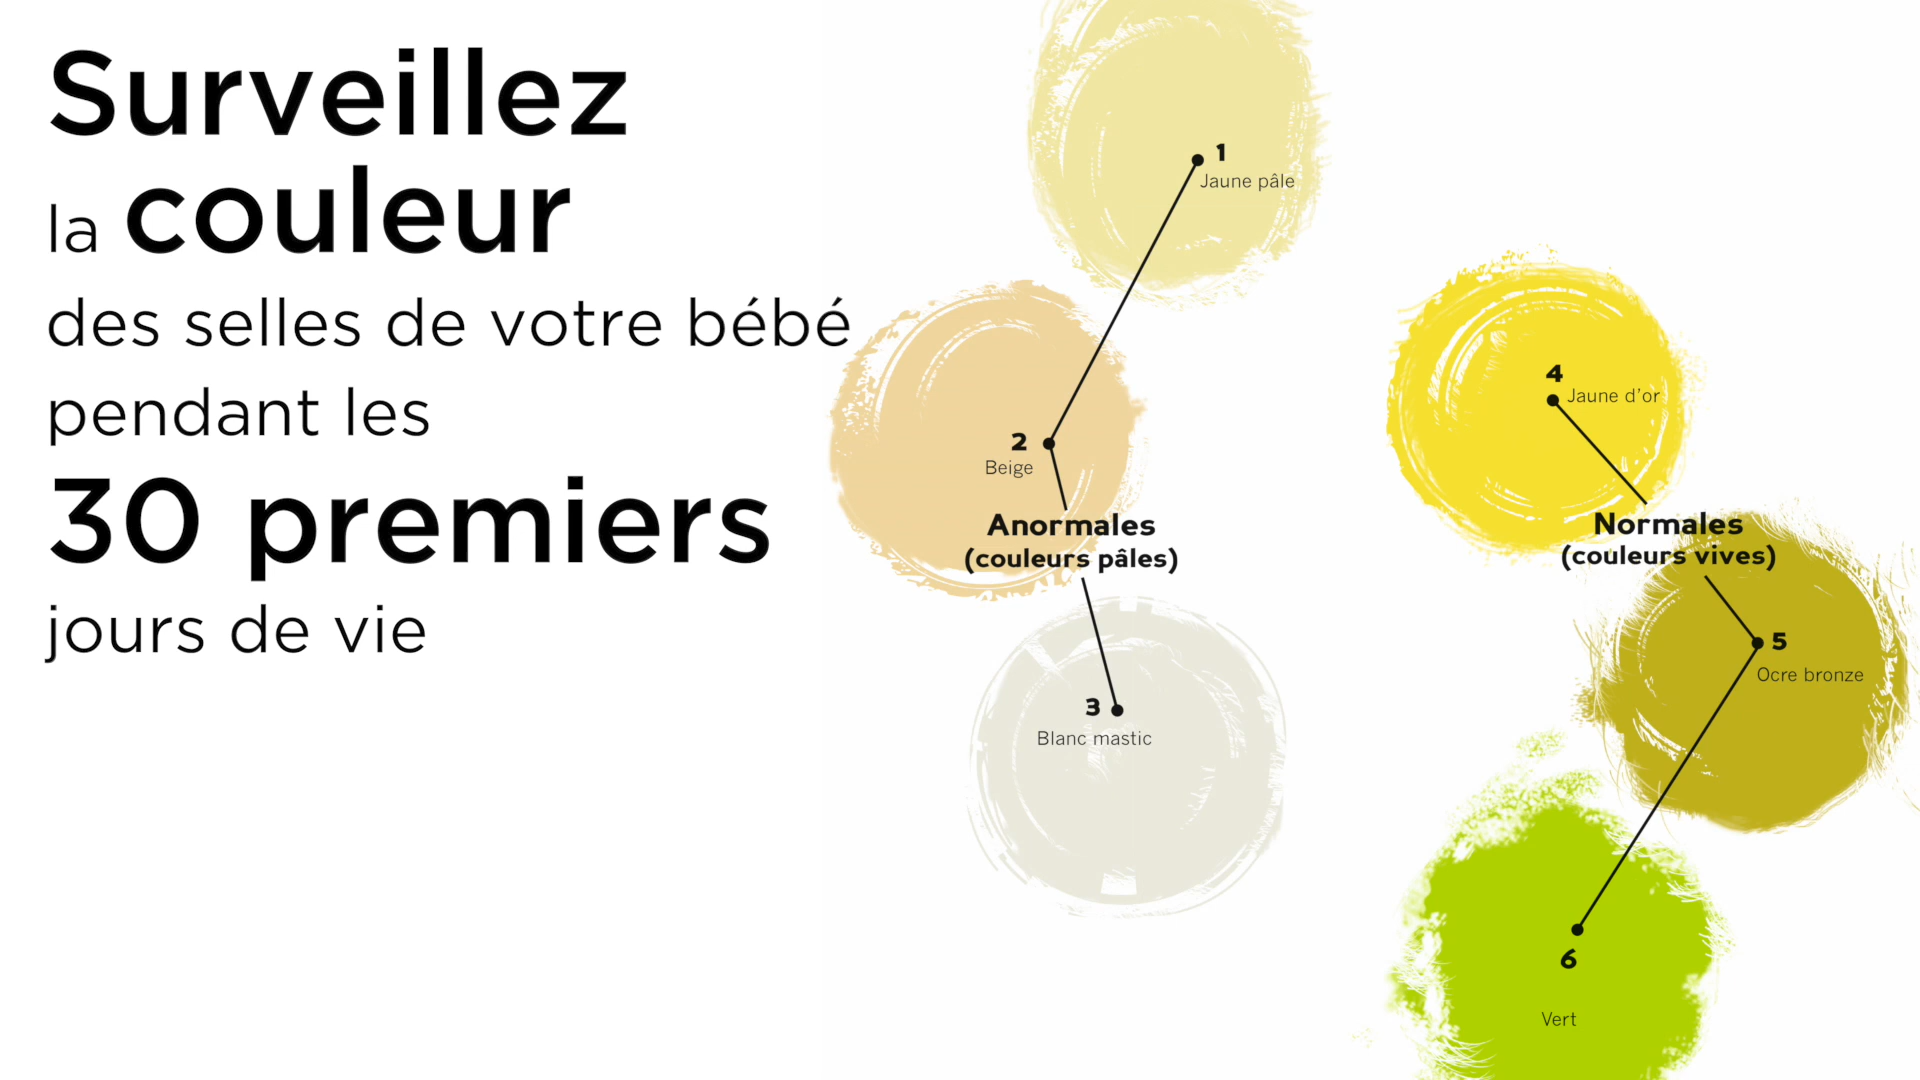 Surveillez
la couleur
des selles de votre bébé
pendant les
30 premiers
jours de vie
1
Jaune pâle
2
Beige
Anormales
(couleurs pâles)
3
Blanc mastic
4
Jaune d'or
Normales
(couleurs vives)
5
Ocre bronze
6
Vert